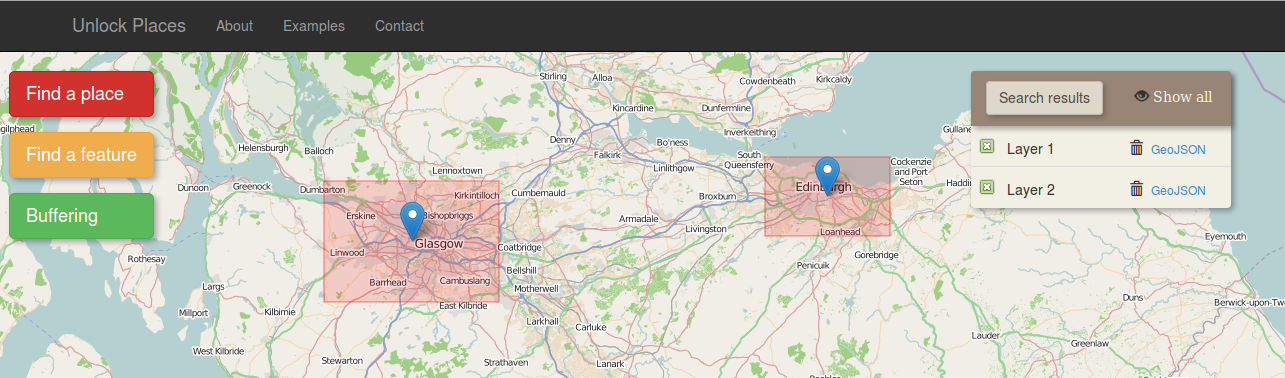 Unlock Places About Examples Contact
Find a place
Find a feature
Buffering
Search results Show all
Layer 1 GeoJSON
Layer 2 GeoJSON
Stirling
Alloa
Cowdenbeath
Kirkcaldy
Kincardine
Dunfermline
gilphead
Helensburgh
Balloch
Denny
Bo'ness
Inverkeithing
Gullane
Falkirk
South
Queensferry
Cockenzie
and Port
Seton
Lennoxtown
Linlithgow
Dunoon
Greenock
Dumbarton
Kirkintilloch
Cumbernauld
Broxburn
Edinburgh
Haddi
Erskine
Bishopbriggs
Armadale
Livingston
Loanhead
Glasgow
Coatbridge
Linwood
Eyemouth
Rothesay
Bellshill
Penicuik
Gorebridge
Barrhead
Cambuslang
Motherwell
Largs
East Kilbride
Duns
Berwick-upon-Tw
Millport
Kilbirnie
Larkhall
Carluke
Lauder
Greenlaw
West Kilbride
Stewarton
Strathaven
Lanark